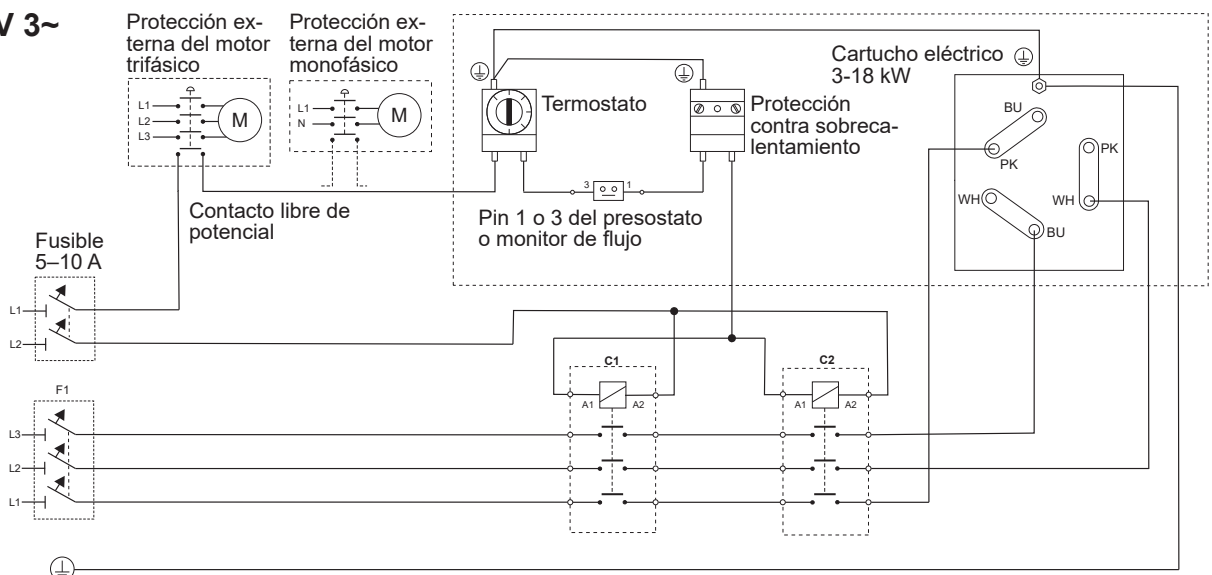 V 3~
Protección ex-
terna del motor
trifásico
Protección ex-
terna del motor
monofásico
Cartucho eléctrico
3-18 kW
L1
L2
L3
M
L1
N
M
Termostato
Protección
contra sobreca-
lentamiento
BU
PK
PK
WH
WH
BU
3
1
Contacto libre de
potencial
Pin 1 o 3 del presostato
o monitor de flujo
Fusible
5–10 A
L1
L2
C1
C2
A1
A2
A1
A2
F1
L3
L2
L1